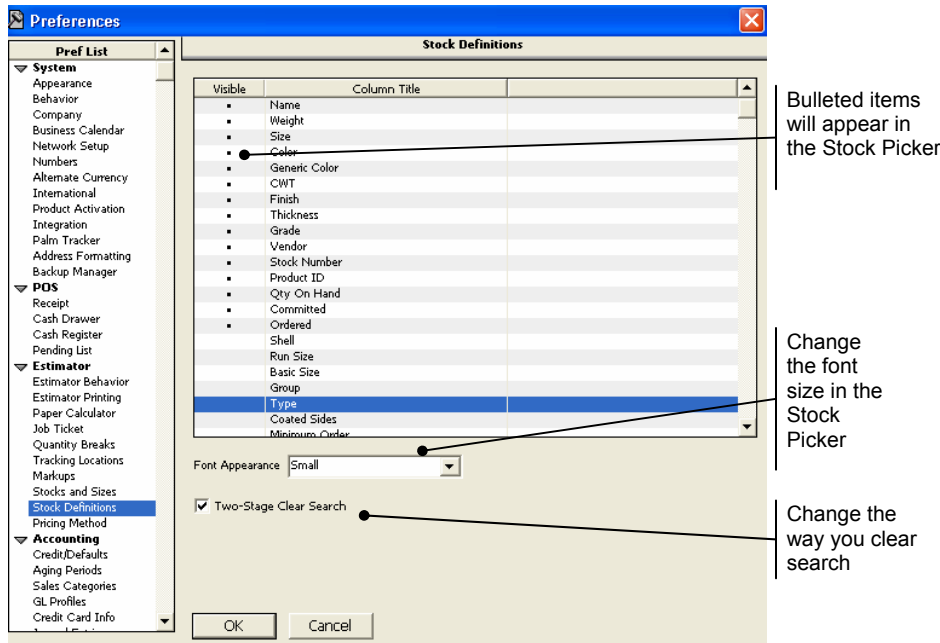 Preferences
Pref List
System
Appearance
Behavior
Company
Business Calendar
Network Setup
Numbers
Alternate Currency
International
Product Activation
Integration
Palm Tracker
Address Formatting
Backup Manager
POS
Receipt
Cash Drawer
Cash Register
Pending List
Estimator
Estimator Behavior
Estimator Printing
Paper Calculator
Job Ticket
Quantity Breaks
Tracking Locations
Markups
Stocks and Sizes
Stock Definitions
Pricing Method
Accounting
Credit/Defaults
Aging Periods
Sales Categories
GL Profiles
Credit Card Info
Stock Definitions
Visible Column Title
Name
Weight
Size
Color
Generic Color
CWT
Finish
Thickness
Grade
Vendor
Stock Number
Product ID
Qty On Hand
Committed
Ordered
Shell
Run Size
Basic Size
Group
Type
Coated Sides
Minimum Order
Font Appearance Small
Two-Stage Clear Search
OK Cancel
Bulleted items
will appear in
the Stock Picker
Change
the font
size in the
Stock
Picker
Change the
way you clear
search